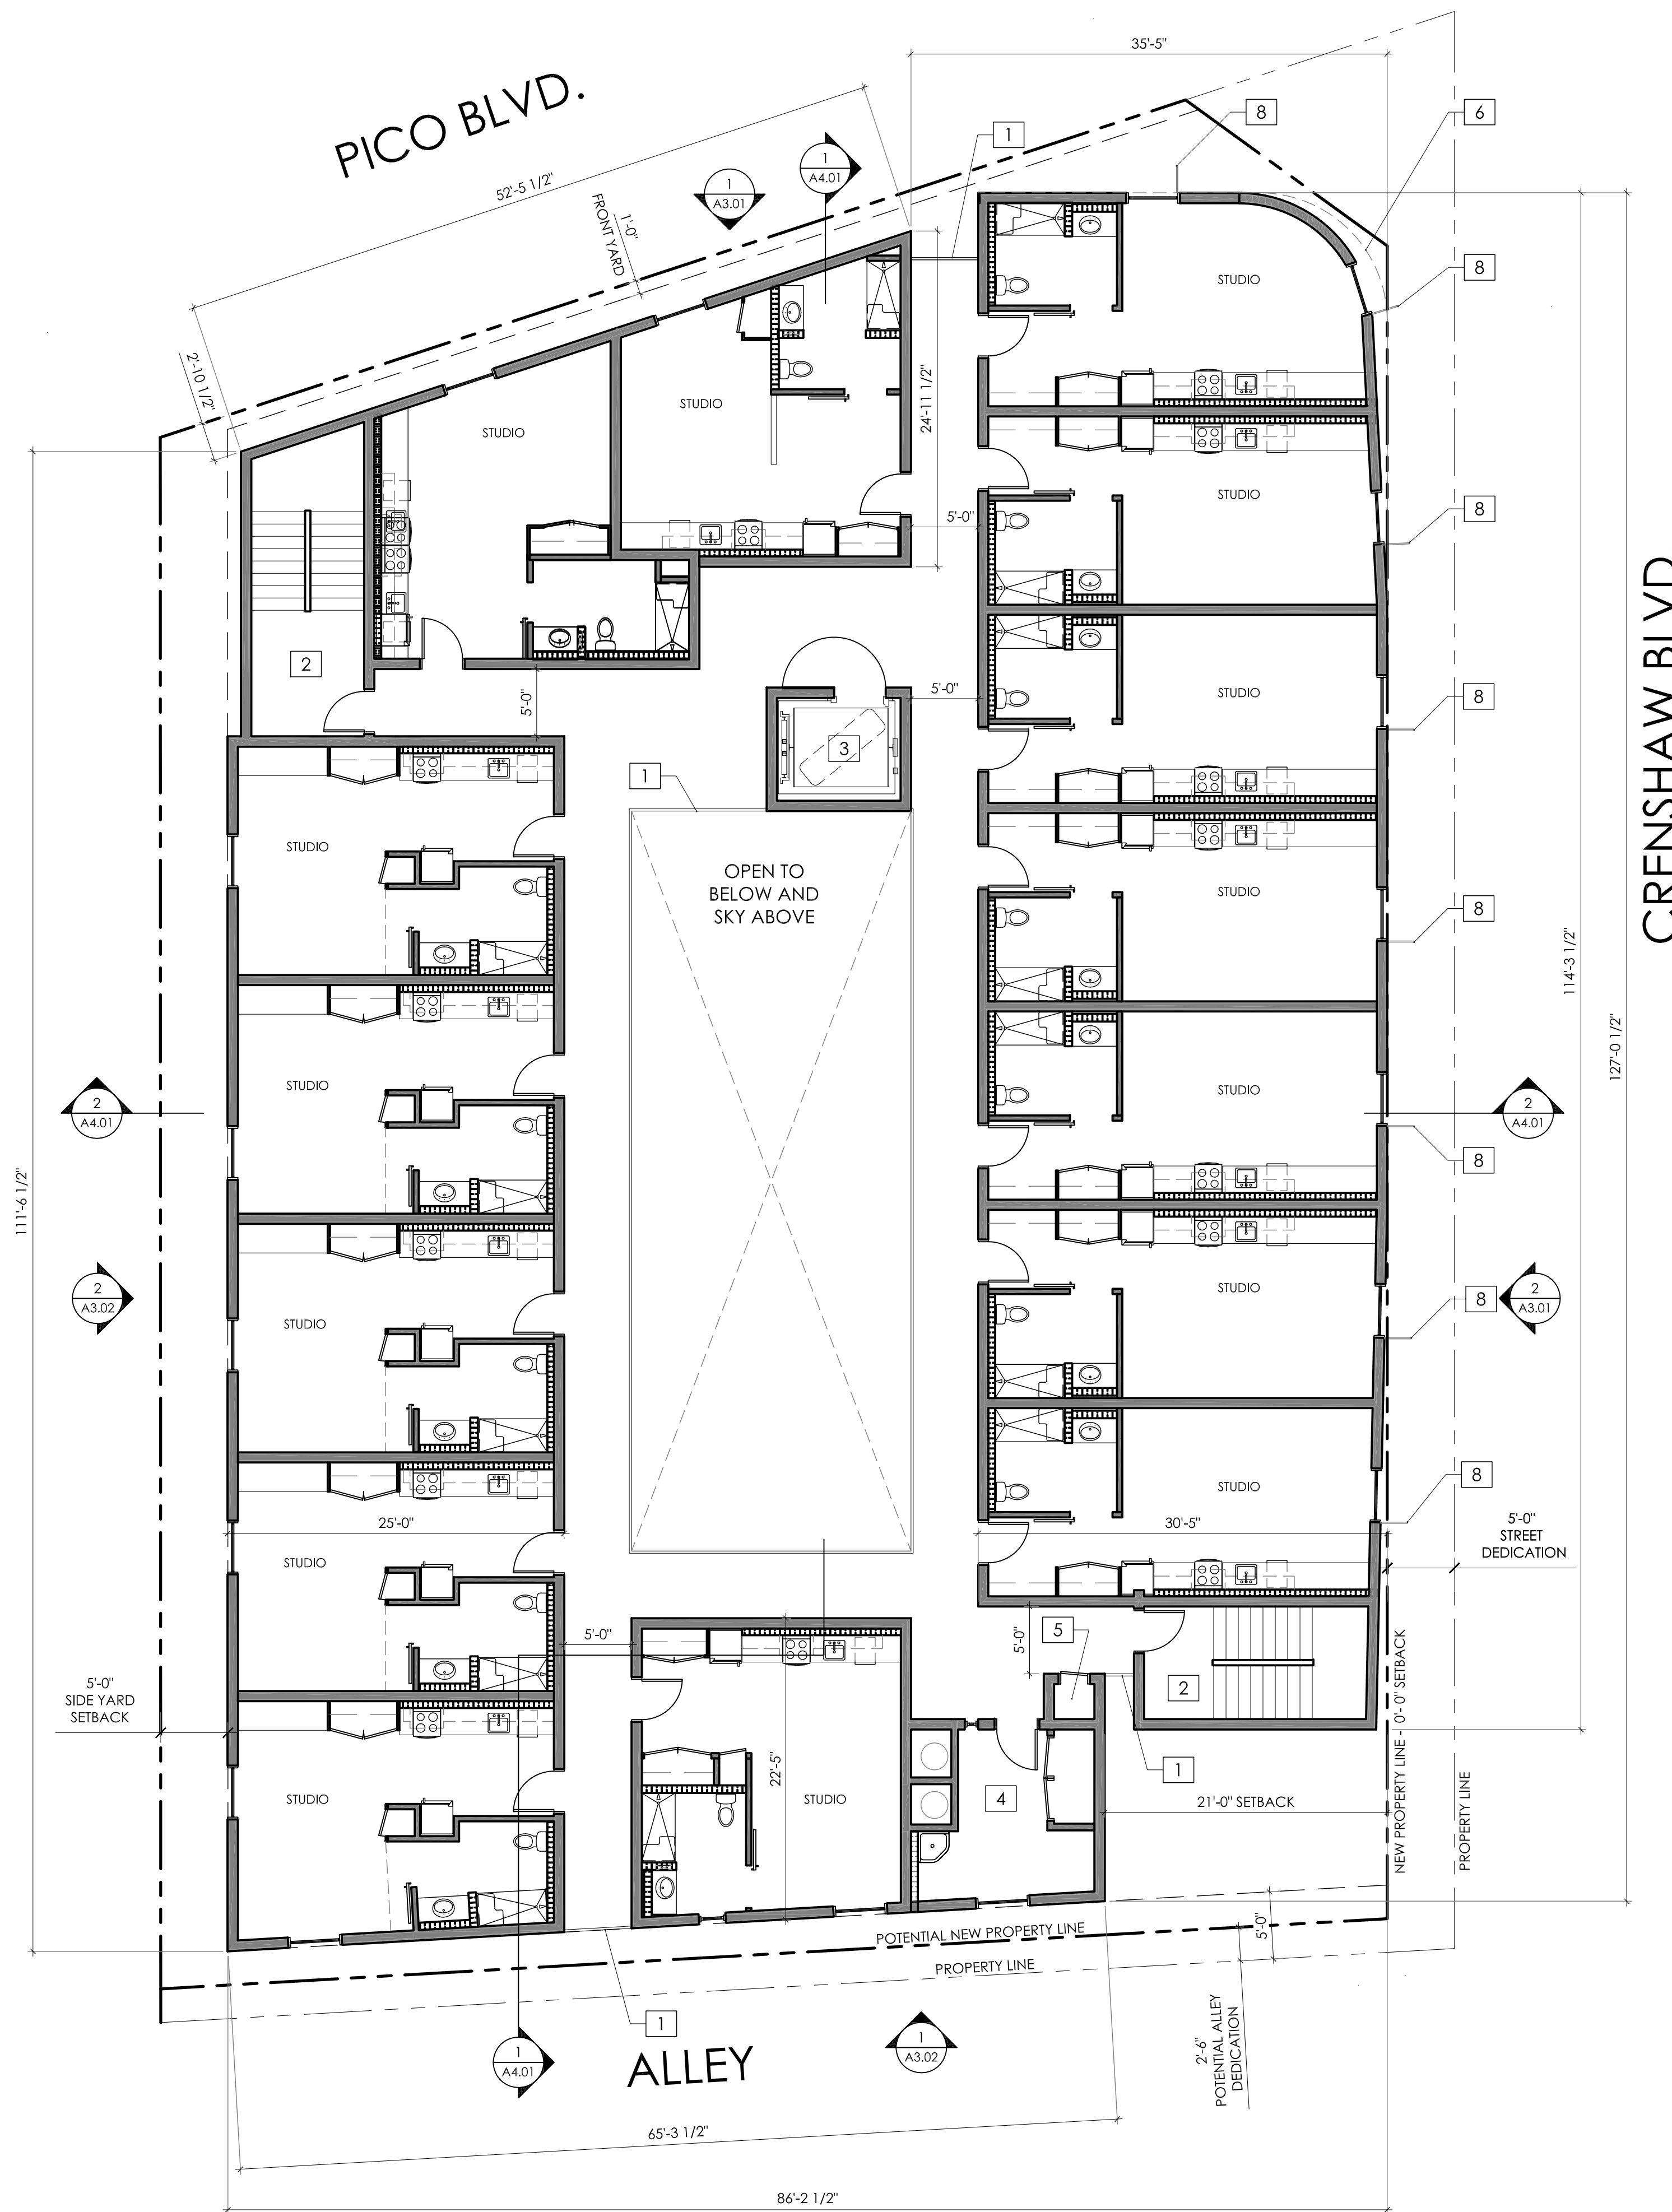 35'-5"
PICO BLVD.
8
6
1
1
A4.01
52'-5 1/2"
1
A3.01
1'-0"
FRONT YARD
8
STUDIO
2'-10 1/2"
STUDIO
STUDIO
24'-11 1/2"
STUDIO
8
5'-0"
CRENSHAW BLVD
2
5'-0"
5'-0"
STUDIO
8
3
1
STUDIO
OPEN TO
BELOW AND
SKY ABOVE
STUDIO
8
114'-3 1/2"
127'-0 1/2"
STUDIO
STUDIO
2
A4.01
2
A4.01
8
111'-6 1/2"
2
A3.02
STUDIO
STUDIO
8
2
A3.01
STUDIO
8
25'-0"
30'-5"
5'-0"
STREET
DEDICATION
STUDIO
5'-0"
5'-0"
5
5'-0"
SIDE YARD
SETBACK
2
NEW PROPERTY LINE - 0'-0" SETBACK
PROPERTY LINE
1
22'-5"
STUDIO
STUDIO
4
21'-0" SETBACK
POTENTIAL NEW PROPERTY LINE
5'-0"
PROPERTY LINE
1
1
A4.01
ALLEY
1
A3.02
2'-6"
POTENTIAL ALLEY
DEDICATION
65'-3 1/2"
86'-2 1/2"